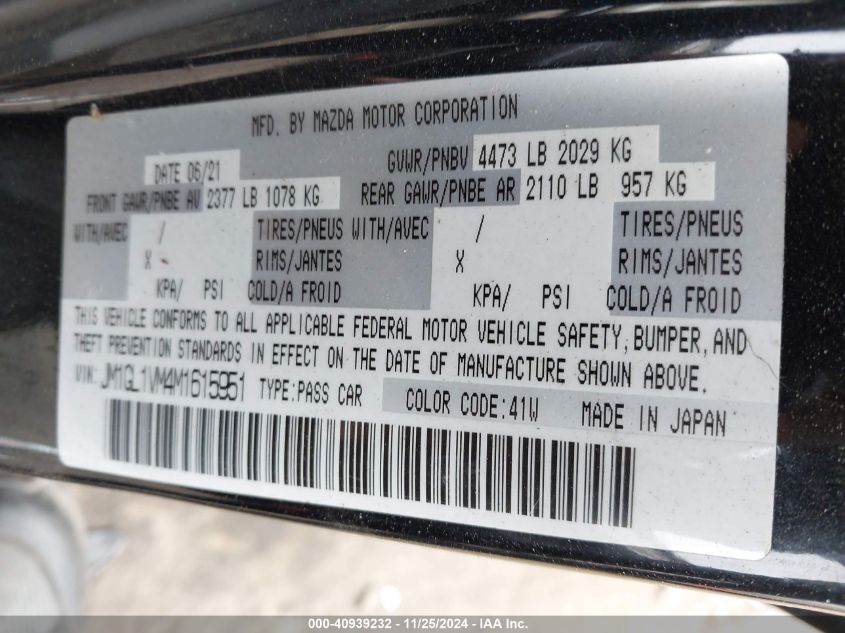 MFD. BY MAZDA MOTOR CORPORATION
DATE 06/21 GVWR/PNBV 4473 LB 2029 KG
FRONT GAWR/PNBE AV 2377 LB 1078 KG REAR GAWR/PNBE AR 2110 LB 957 KG
WITH/AVEC / TIRES/PNEUS WITH/AVEC / TIRES/PNEUS
X RIMS/JANTES X RIMS/JANTES
KPA/ PSI COLD/A FROID KPA/ PSI COLD/A FROID
THIS VEHICLE CONFORMS TO ALL APPLICABLE FEDERAL MOTOR VEHICLE SAFETY, BUMPER, AND
THEFT PREVENTION STANDARDS IN EFFECT ON THE DATE OF MANUFACTURE SHOWN ABOVE.
VIN: JM1GL1VM4M1615951 TYPE:PASS CAR COLOR CODE:41W MADE IN JAPAN
000-40939232 - 11/25/2024 - IAA Inc.